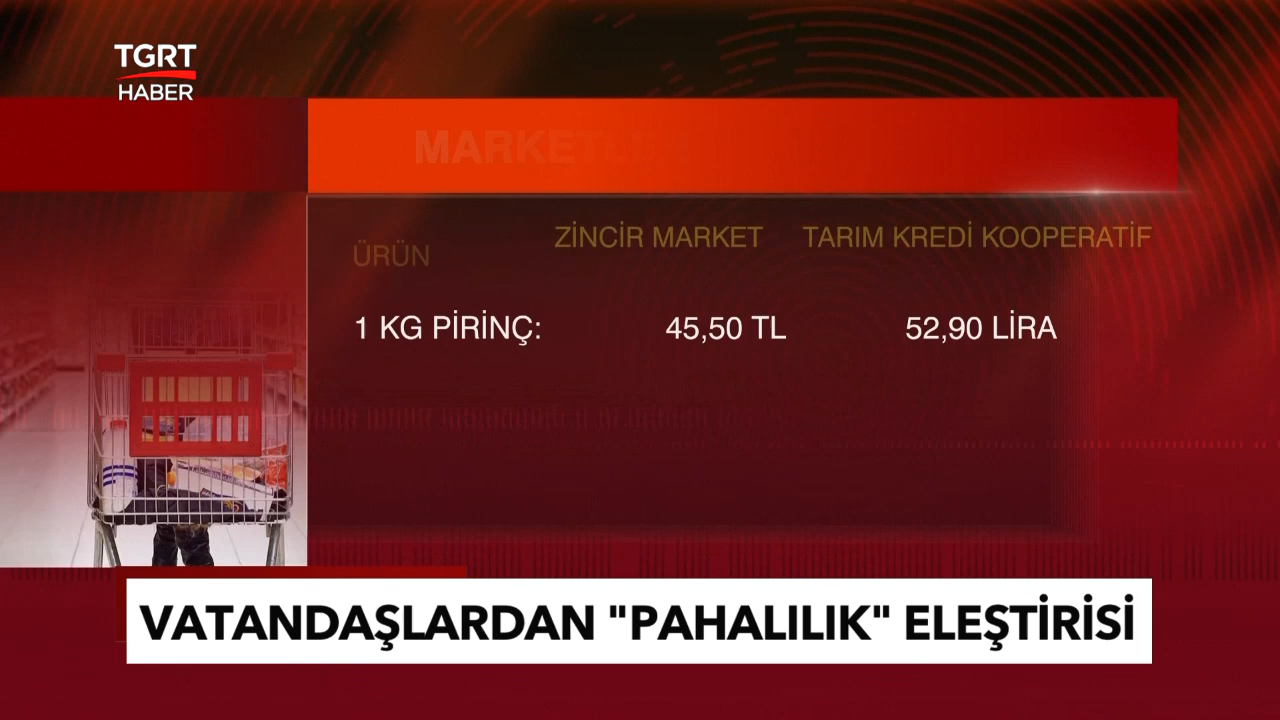 TGRT
HABER
MARKET
ÜRÜN
ZİNCİR MARKET
TARIM KREDİ KOOPERATİF
1 KG PİRİNÇ:
45,50 TL
52,90 LİRA
VATANDAŞLARDAN "PAHALILIK" ELEŞTİRİSİ